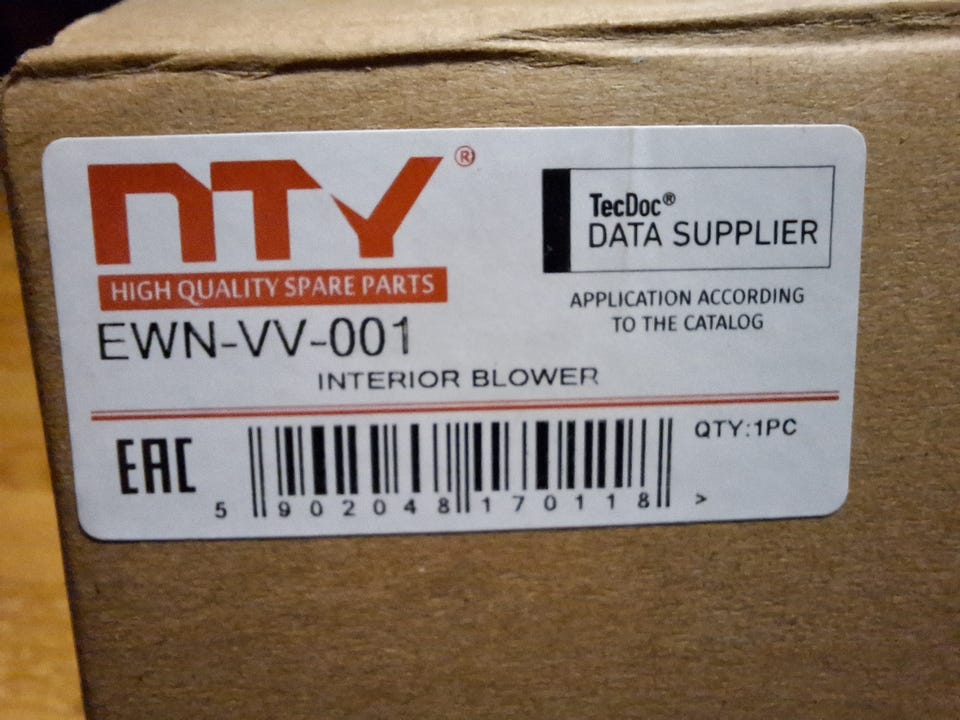 NTY®
HIGH QUALITY SPARE PARTS
TecDoc®
DATA SUPPLIER
APPLICATION ACCORDING
TO THE CATALOG
EWN-VV-001
INTERIOR BLOWER
EAC
QTY:1PC
5 902048 170118 >